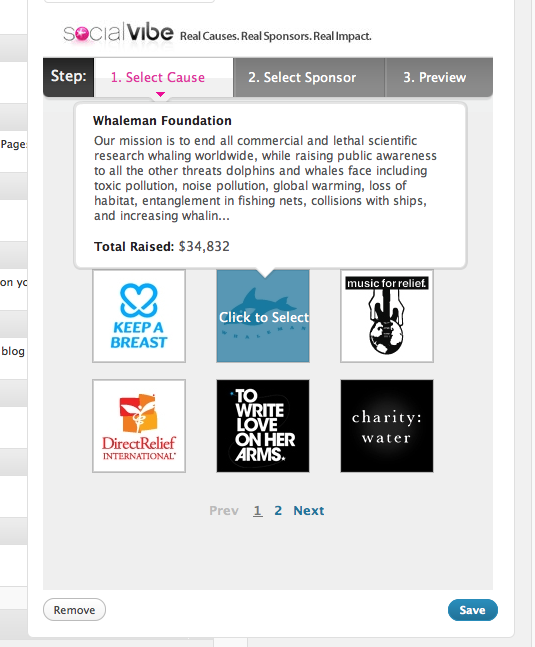 socialvibe Real Causes. Real Sponsors. Real Impact.
Step: 1. Select Cause 2. Select Sponsor 3. Preview
Whaleman Foundation
Our mission is to end all commercial and lethal scientific
research whaling worldwide, while raising public awareness
to all the other threats dolphins and whales face including
toxic pollution, noise pollution, global warming, loss of
habitat, entanglement in fishing nets, collisions with ships,
and increasing whalin...
Total Raised: $34,832
Page
on yo
blog
KEEP A
BREAST
Click to Select
music for relief.
DirectRelief
INTERNATIONAL
TO
WRITE
LOVE
ON HER
ARMS.
charity:
water
Prev 1 2 Next
Remove
Save